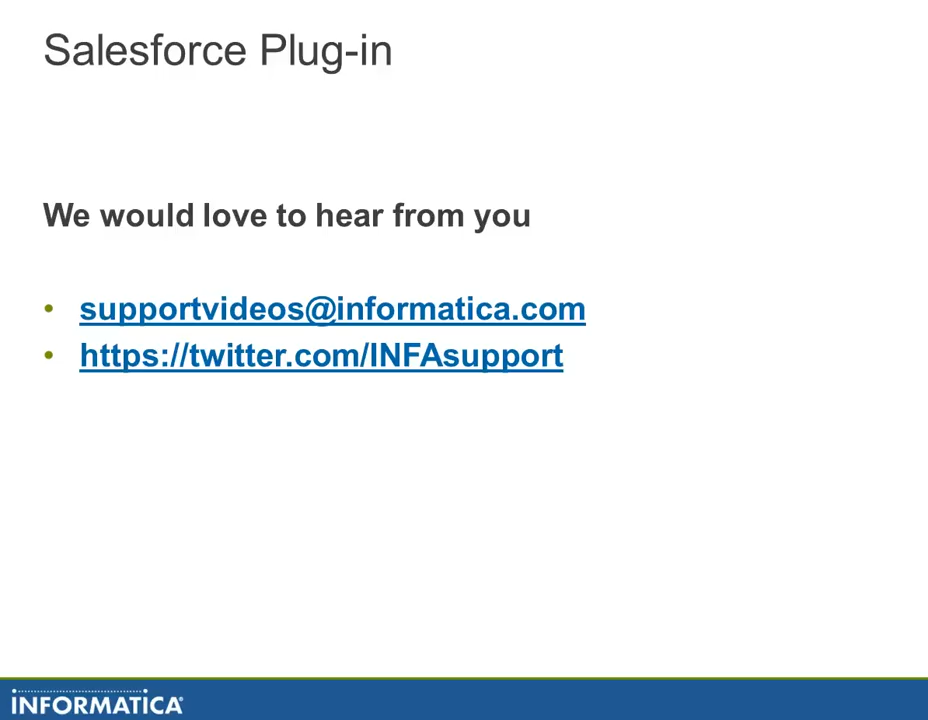 Salesforce Plug-in
We would love to hear from you
• supportvideos@informatica.com
• https://twitter.com/INFAsupport
INFORMATICA®